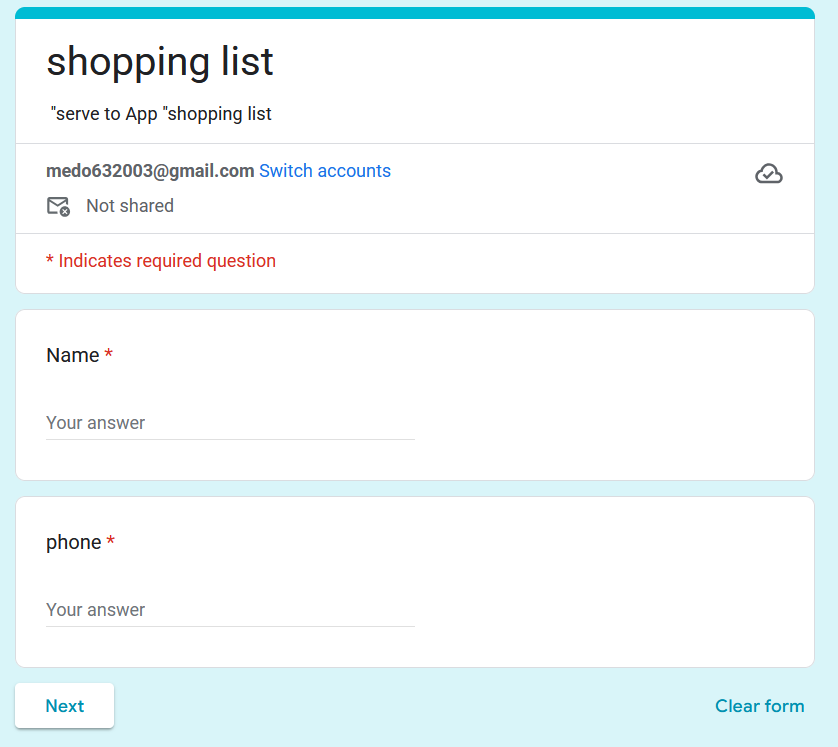 shopping list
"serve to App "shopping list
medo632003@gmail.com Switch accounts
Not shared
* Indicates required question
Name *
Your answer
phone *
Your answer
Next
Clear form